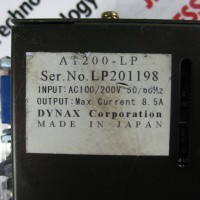 AT200-LP
Ser.No.LP201198
INPUT:AC100/200V 50/60Hz
OUTPUT:Max Current 8.5A
DYNAX Corporation
MADE IN JAPAN